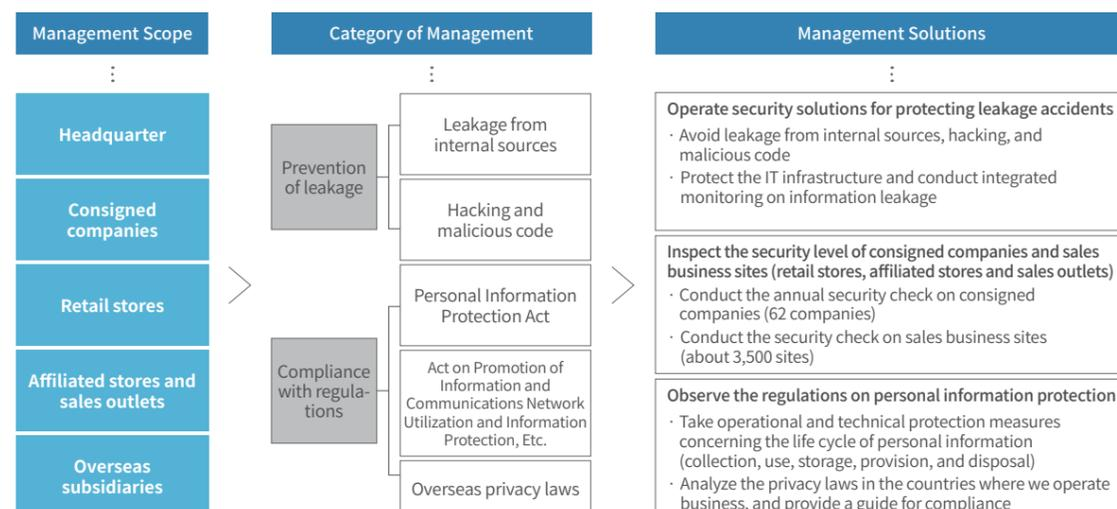 Management Scope
Headquarter
Consigned
companies
Retail stores
Affiliated stores and
sales outlets
Overseas
subsidiaries
Category of Management
Prevention
of leakage
Leakage from
internal sources
Hacking and
malicious code
Compliance
with regula-
tions
Personal Information
Protection Act
Act on Promotion of
Information and
Communications Network
Utilization and Information
Protection, Etc.
Overseas privacy laws
Management Solutions
Operate security solutions for protecting leakage accidents
· Avoid leakage from internal sources, hacking, and
malicious code
· Protect the IT infrastructure and conduct integrated
monitoring on information leakage
Inspect the security level of consigned companies and sales
business sites (retail stores, affiliated stores and sales outlets)
· Conduct the annual security check on consigned
companies (62 companies)
· Conduct the security check on sales business sites
(about 3,500 sites)
Observe the regulations on personal information protection
· Take operational and technical protection measures
concerning the life cycle of personal information
(collection, use, storage, provision, and disposal)
· Analyze the privacy laws in the countries where we operate
business, and provide a guide for compliance